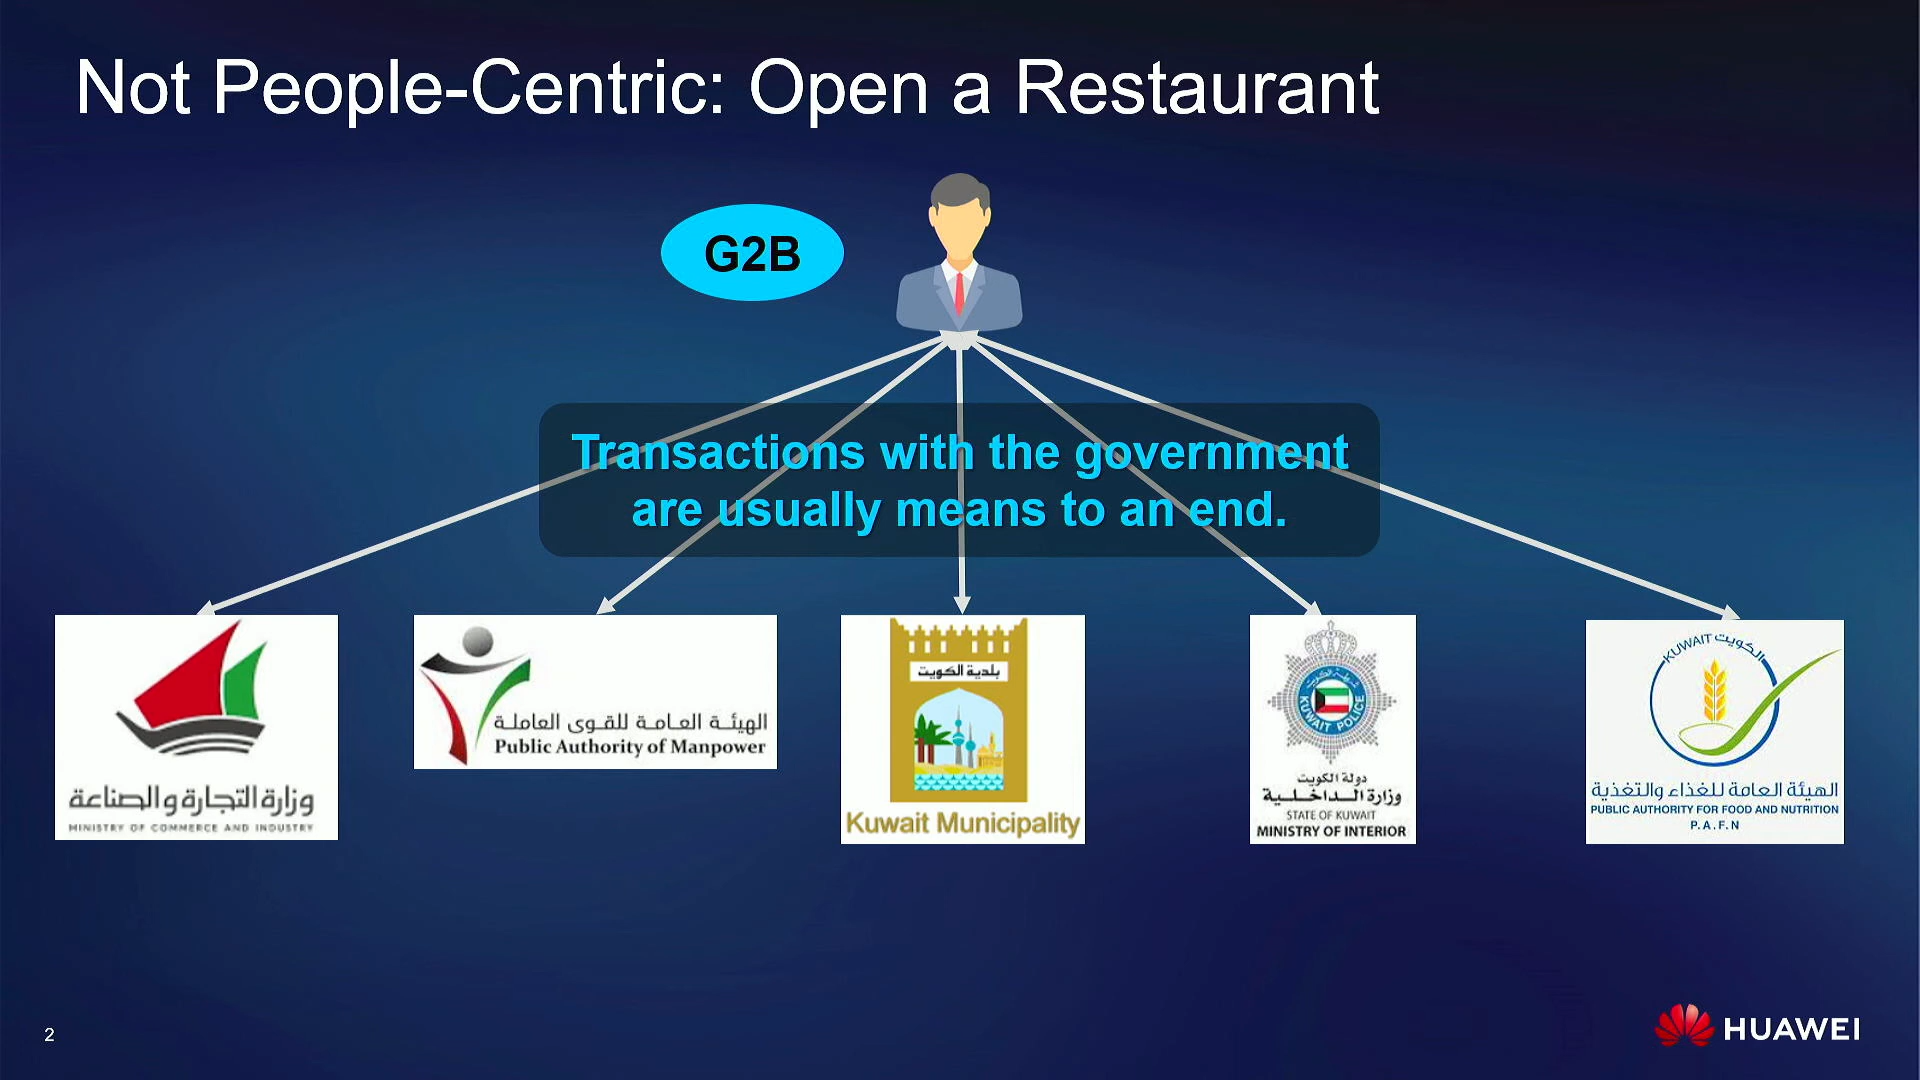 Not People-Centric: Open a Restaurant
G2B
Transactions with the government
are usually means to an end.
وزارة التجارة والصناعة
MINISTRY OF COMMERCE AND INDUSTRY
الهيئة العامة للقوى العاملة
Public Authority of Manpower
بلدية الكويت
Kuwait Municipality
شرطة الكويت
KUWAIT POLICE
دولة الكويت
وزارة الداخلية
STATE OF KUWAIT
MINISTRY OF INTERIOR
KUWAIT الكويت
الهيئة العامة للغذاء والتغذية
PUBLIC AUTHORITY FOR FOOD AND NUTRITION
P.A.F.N
2
HUAWEI